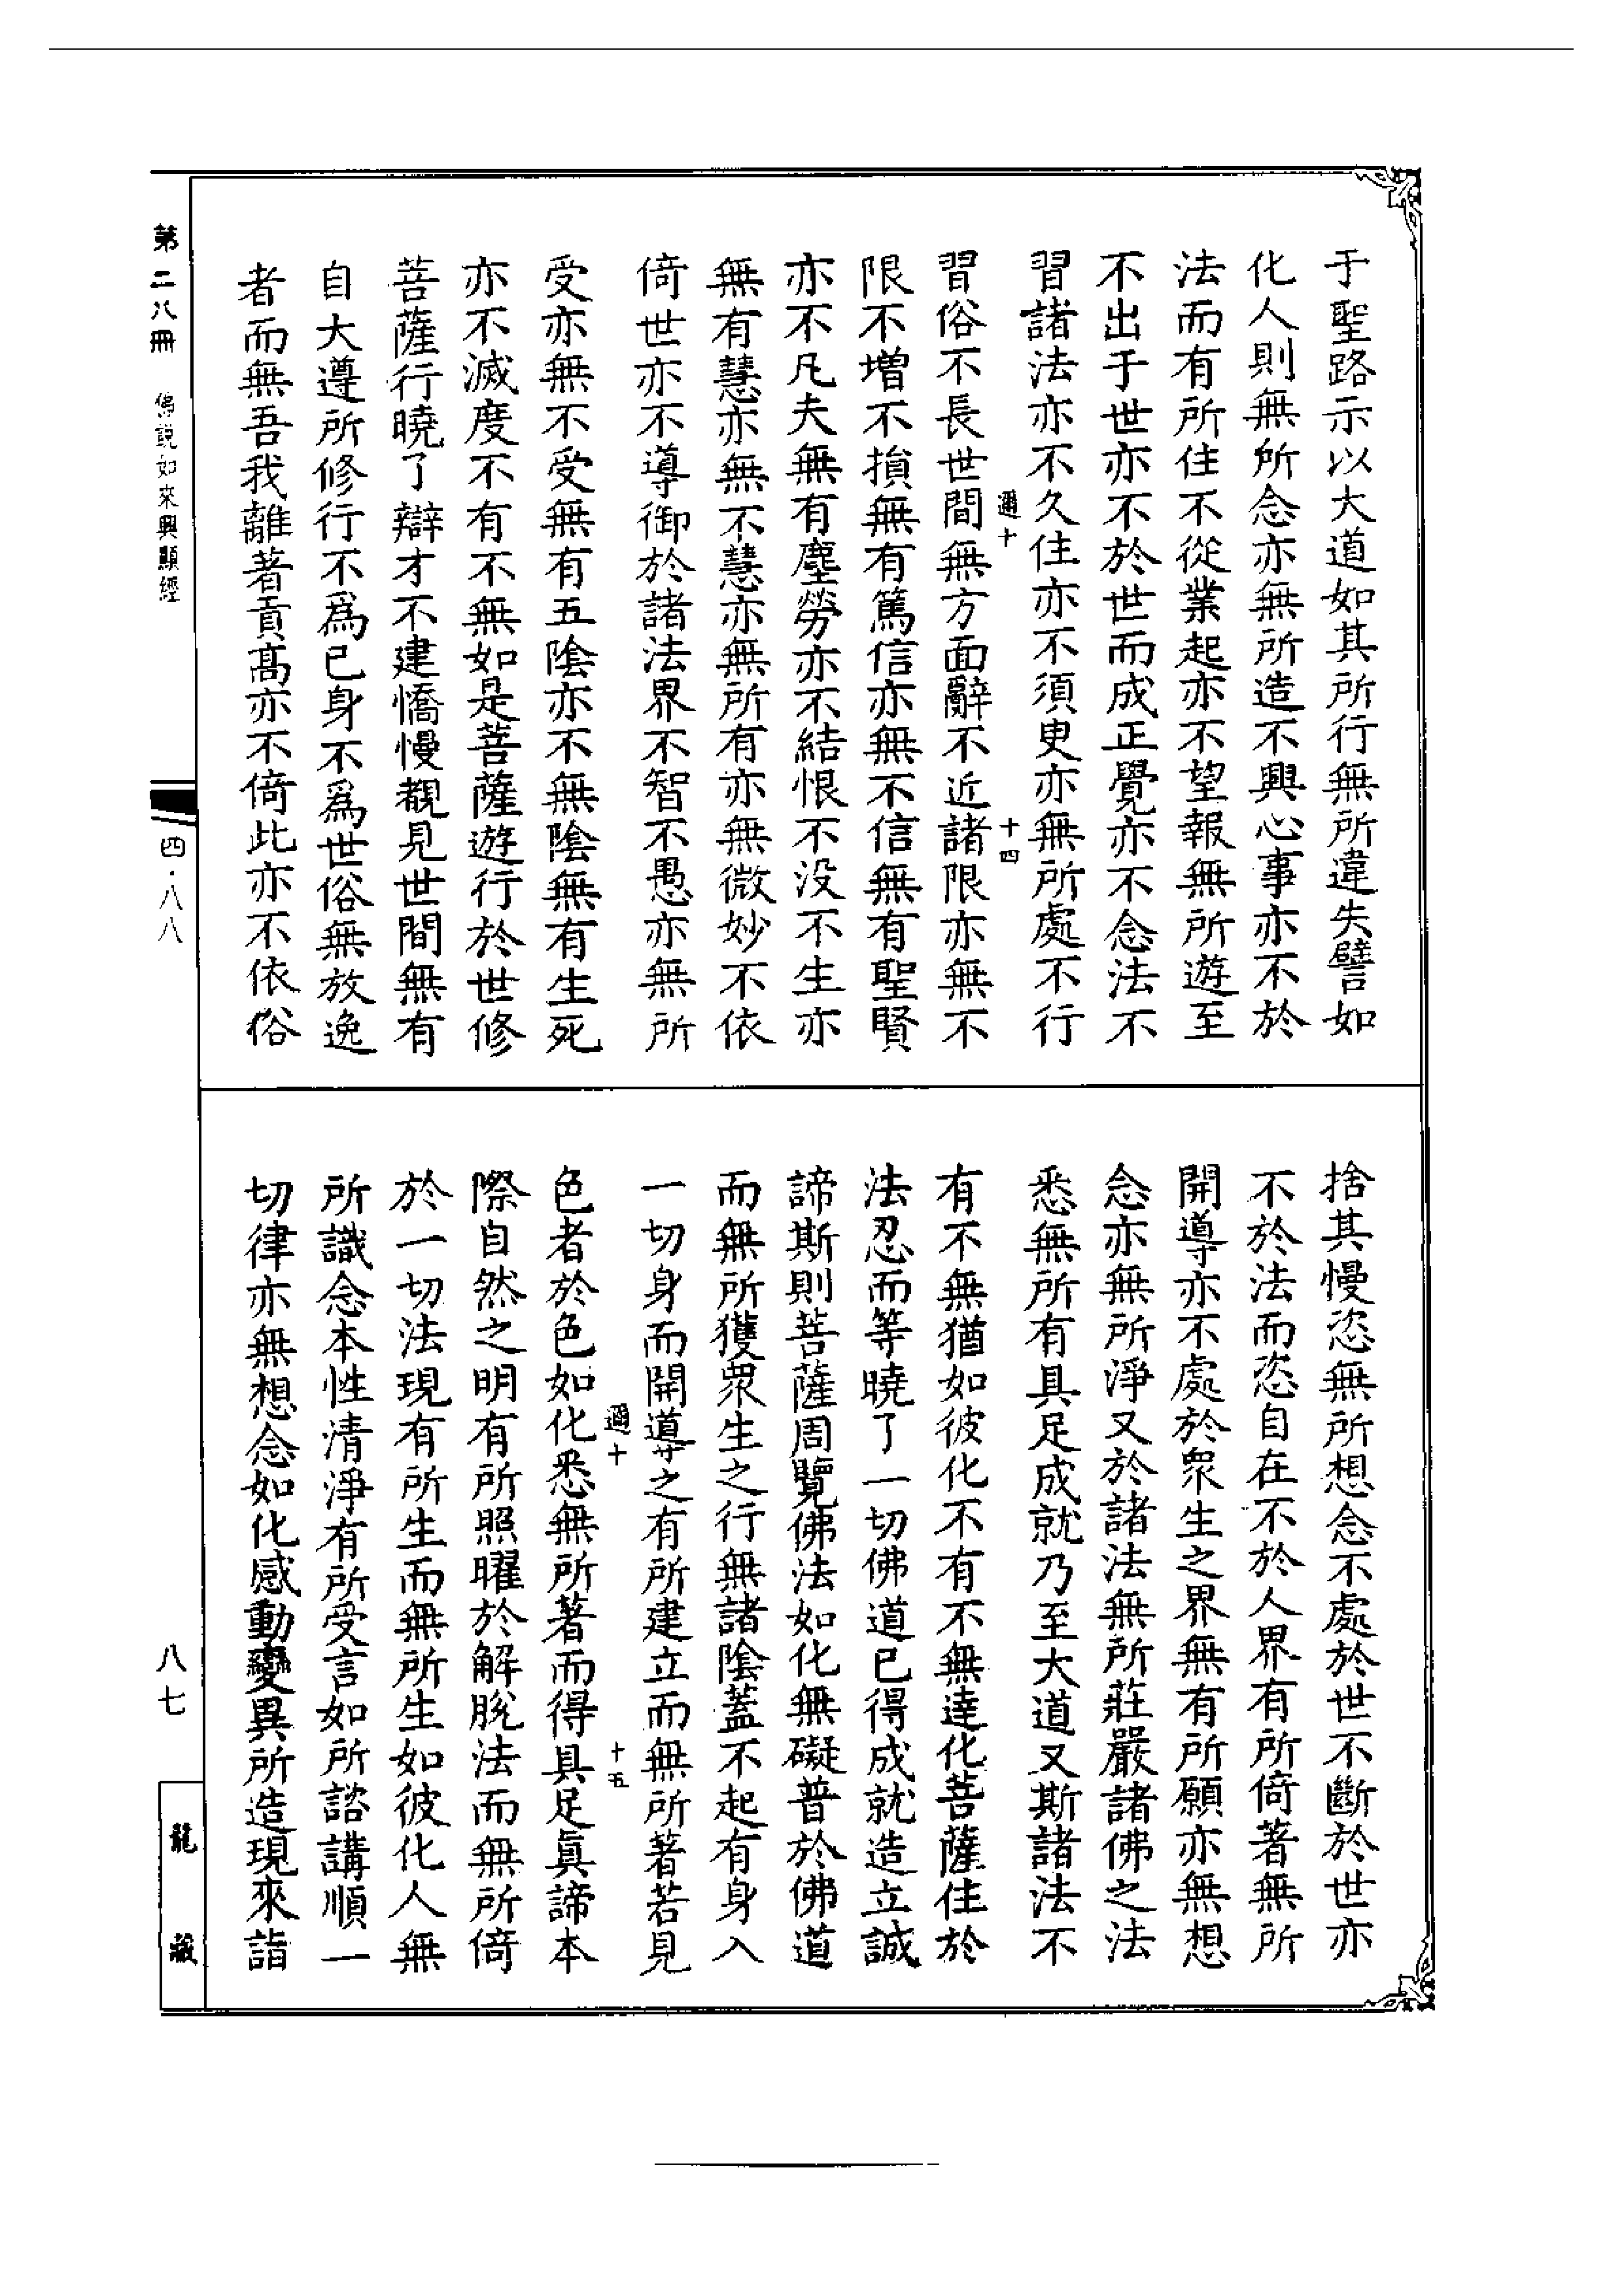 于聖路示以大道如其所行無所違失譬如
化人則無所念亦無所造不興心事亦不於
法而有所住不從業起亦不望報無所遊至
不出于世亦不於世而成正覺亦不念法不
習諸法亦不久住亦不須臾亦無所處不行
邇十
十四
習俗不長世間無方面辭不近諸限亦無不
限不增不損無有篤信亦無不信無有聖賢
亦不凡夫無有塵勞亦不結恨不没不生亦
無有慧亦無不慧亦無所有亦無微妙不依
倚世亦不導御於諸法界不智不愚亦無所
受亦無不受無有五陰亦不無陰無有生死
亦不滅度不有不無如是菩薩遊行於世修
菩薩行曉了辯才不建憍慢觀見世間無有
自大遵所修行不爲已身不爲世俗無放逸
者而無吾我離著貢高亦不倚此亦不依俗
捨其慢恣無所想念不處於世不斷於世亦
不於法而恣自在不於人界有所倚著無所
開導亦不處於衆生之界無有所願亦無想
念亦無所淨又於諸法無所莊嚴諸佛之法
悉無所有具足成就乃至大道又斯諸法不
有不無猶如彼化不有不無達化菩薩住於
法忍而等曉了一切佛道已得成就造立誠
諦斯則菩薩周覽佛法如化無礙普於佛道
而無所獲衆生之行無諸陰蓋不起有身入
一切身而開導之有所建立而無所著若見
邇十
十五
色者於色如化悉無所著而得具足眞諦本
際自然之明有所照曜於解脫法而無所倚
於一切法現有所生而無所生如彼化人無
所識念本性清淨有所受言如所諮講順一
切律亦無想念如化感動變異所造現來詣
第二八冊
佛說如來興顯經
四·八八
八七
龍藏